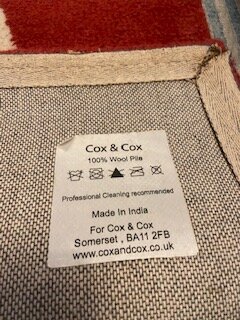 Cox & Cox
100% Wool Pile
Professional Cleaning recommended
Made In India
For Cox & Cox
Somerset , BA11 2FB
www.coxandcox.co.uk